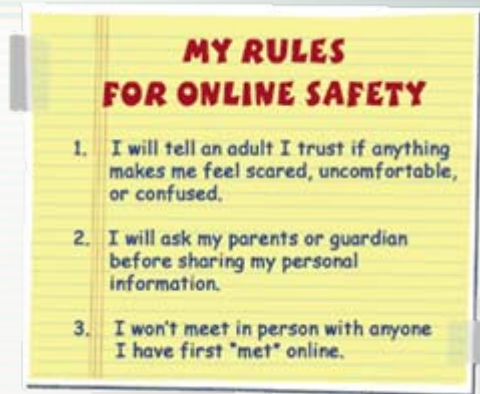 MY RULES
FOR ONLINE SAFETY
1. I will tell an adult I trust if anything
makes me feel scared, uncomfortable,
or confused.
2. I will ask my parents or guardian
before sharing my personal
information.
3. I won't meet in person with anyone
I have first "met" online.